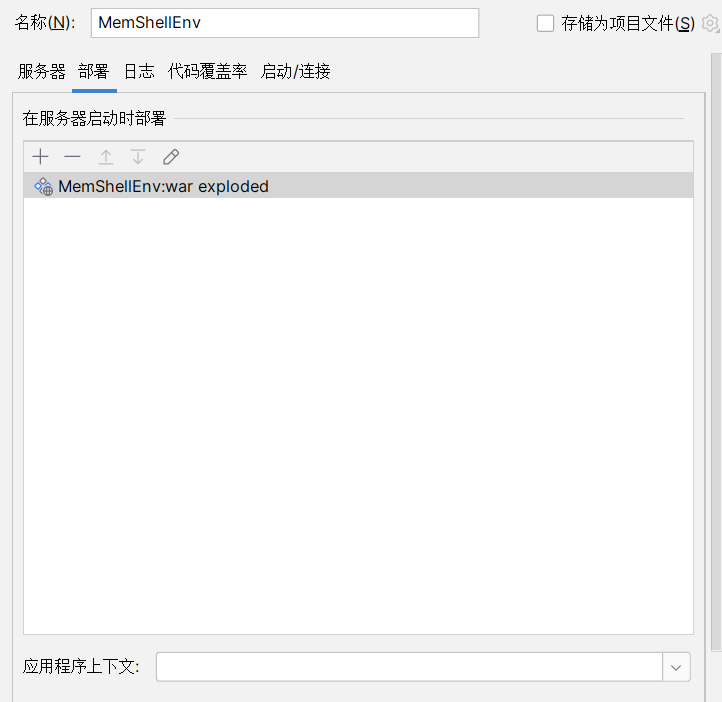 名称(N): MemShellEnv 存储为项目文件(S)
服务器 部署 日志 代码覆盖率 启动/连接
在服务器启动时部署
MemShellEnv:war exploded
应用程序上下文: